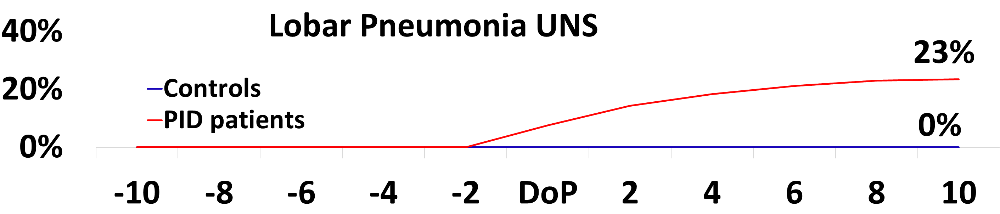 Lobar Pneumonia UNS
40%
20%
0%
Controls
PID patients
23%
0%
-10 -8 -6 -4 -2 DoP 2 4 6 8 10